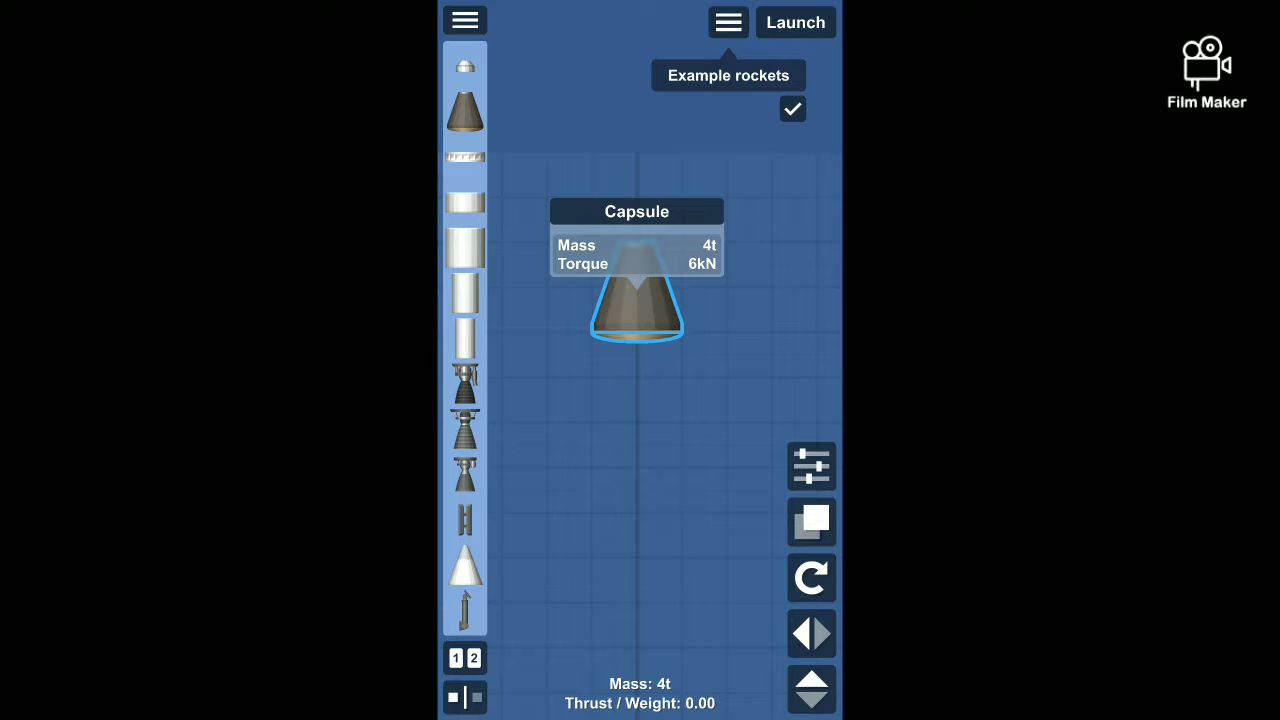 Launch
Example rockets
Film Maker
Capsule
Mass 4t
Torque 6kN
1 2
Mass: 4t
Thrust / Weight: 0.00